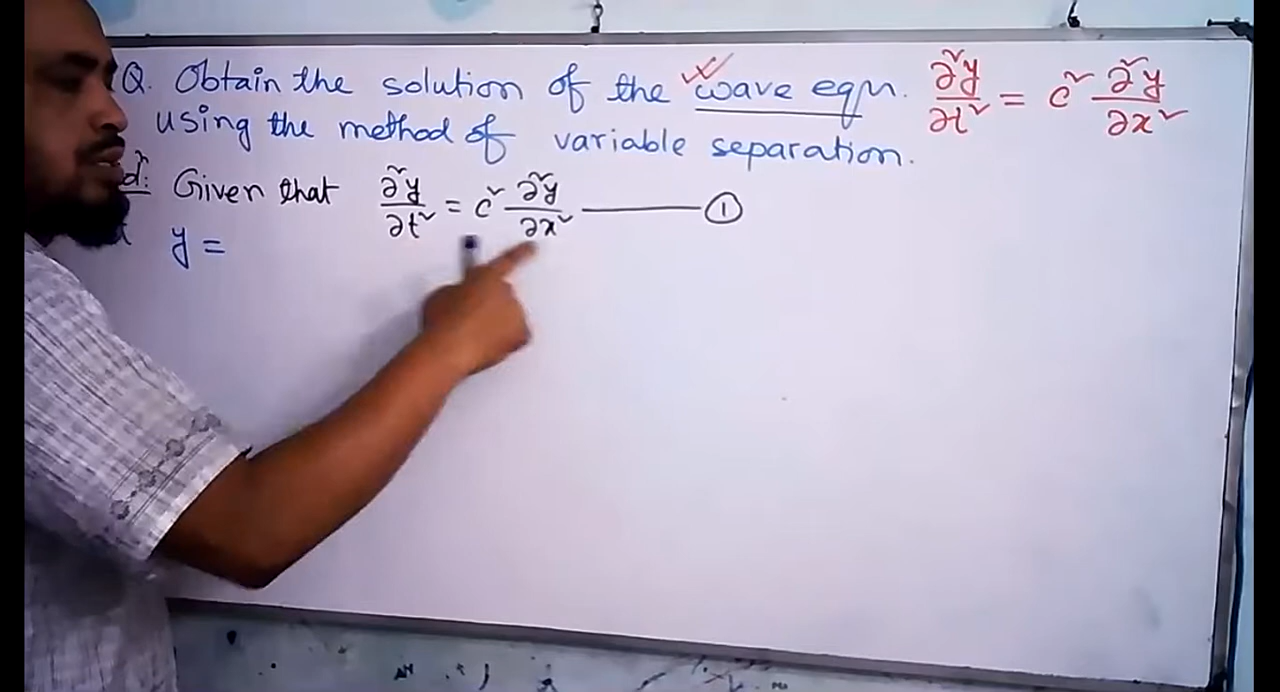 Q. Obtain the solution of the wave eqn. ∂²y/∂t² = c² ∂²y/∂x²
using the method of variable separation.
Given that ∂²y/∂t² = c² ∂²y/∂x² ——— ①
y =